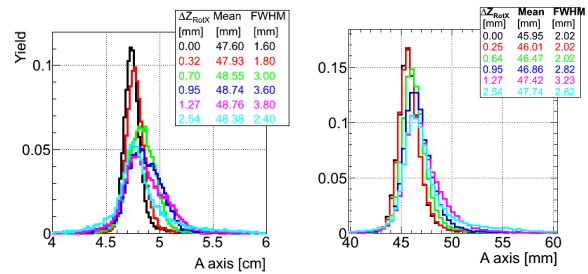 ΔZRotX Mean FWHM
[mm] [mm] [mm]
0.00 47.60 1.60
0.32 47.93 1.80
0.70 48.55 3.00
0.95 48.74 3.60
1.27 48.76 3.80
2.54 48.38 2.40
Yield
0.1
0.05
0
4 4.5 5 5.5 6
A axis [cm]
ΔZRotX Mean FWHM
[mm] [mm] [mm]
0.00 45.95 2.02
0.25 46.01 2.02
0.64 46.47 2.02
0.95 46.86 2.82
1.27 47.42 3.23
2.54 47.74 2.82
0.15
0.1
0.05
0
40 45 50 55 60
A axis [mm]